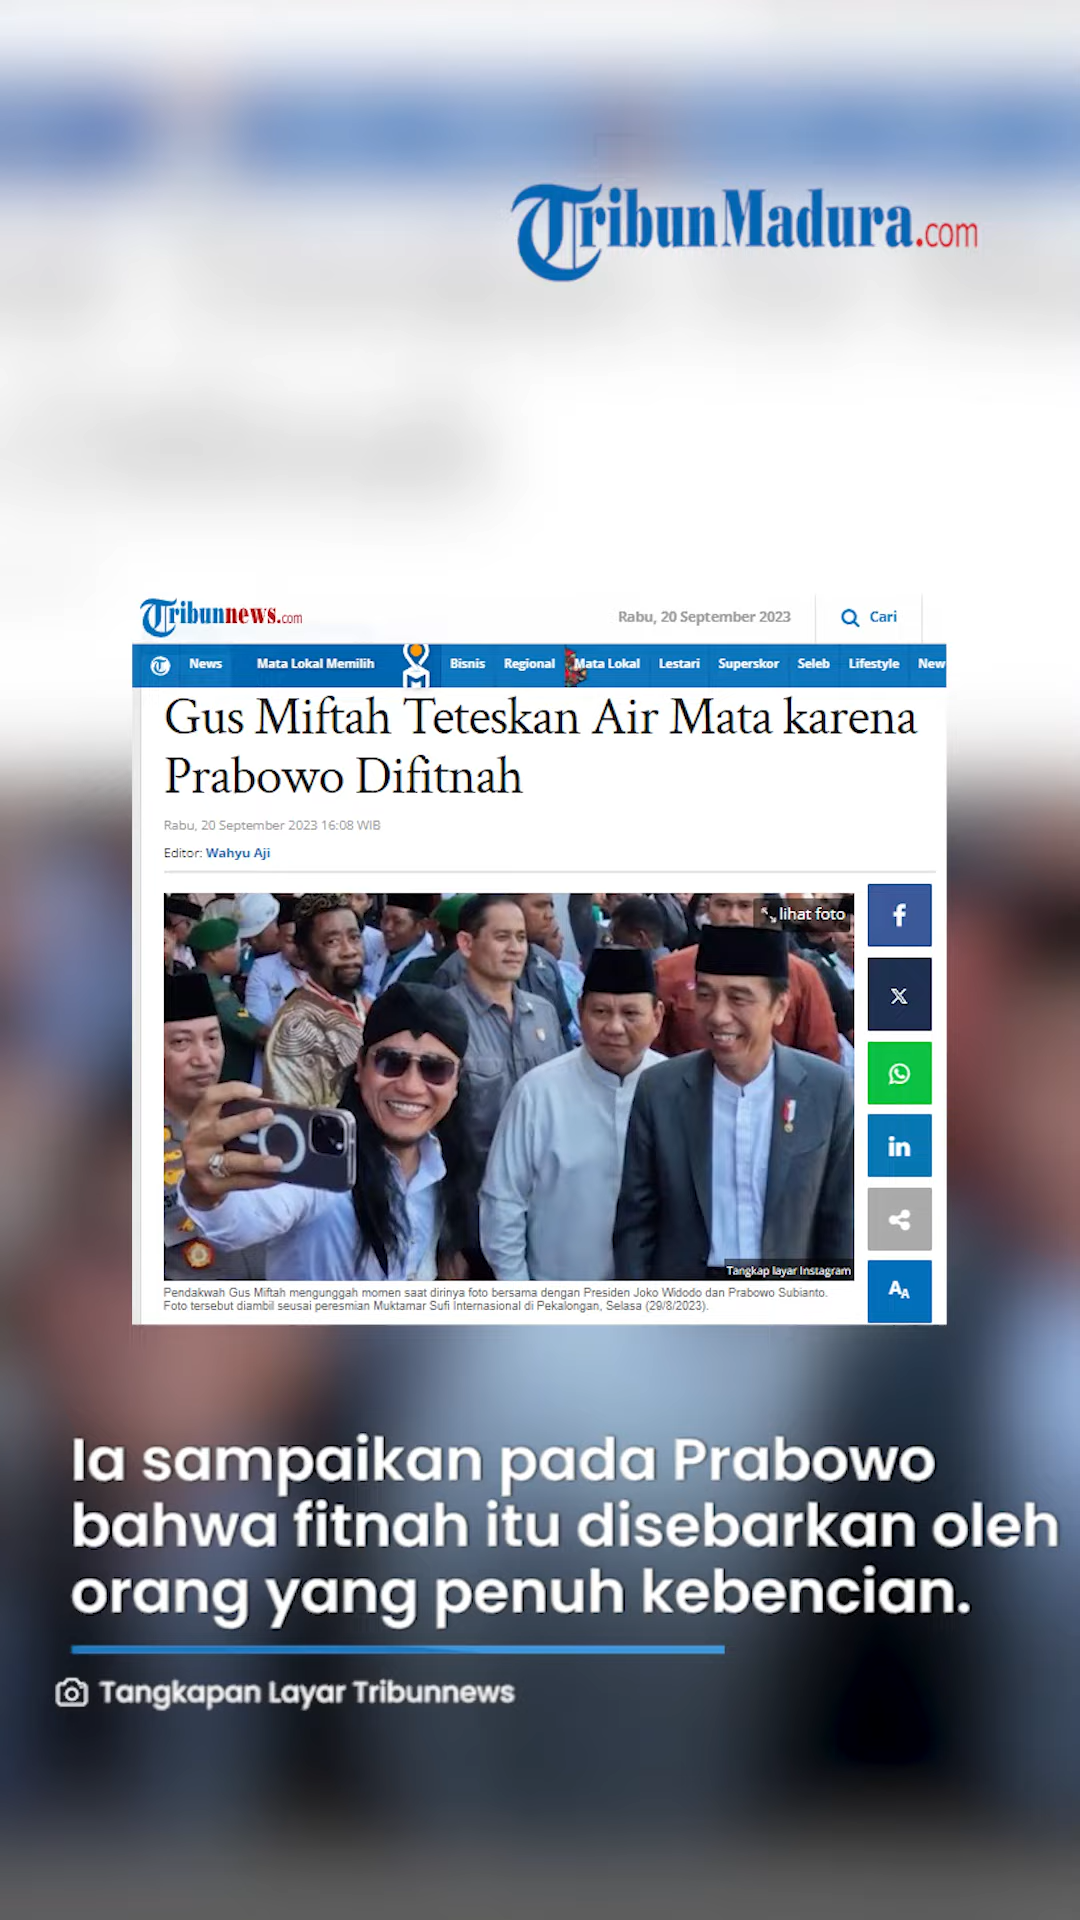 TribunMadura.com
Tribunnews.com
Rabu, 20 September 2023
Cari
News Mata Lokal Memilih Bisnis Regional Mata Lokal Lestari Superskor Seleb Lifestyle New
Gus Miftah Teteskan Air Mata karena
Prabowo Difitnah
Rabu, 20 September 2023 16:08 WIB
Editor: Wahyu Aji
lihat foto
Tangkap layar Instagram
Pendakwah Gus Miftah mengunggah momen saat dirinya foto bersama dengan Presiden Joko Widodo dan Prabowo Subianto.
Foto tersebut diambil seusai peresmian Muktamar Sufi Internasional di Pekalongan, Selasa (29/8/2023).
Ia sampaikan pada Prabowo
bahwa fitnah itu disebarkan oleh
orang yang penuh kebencian.
Tangkapan Layar Tribunnews